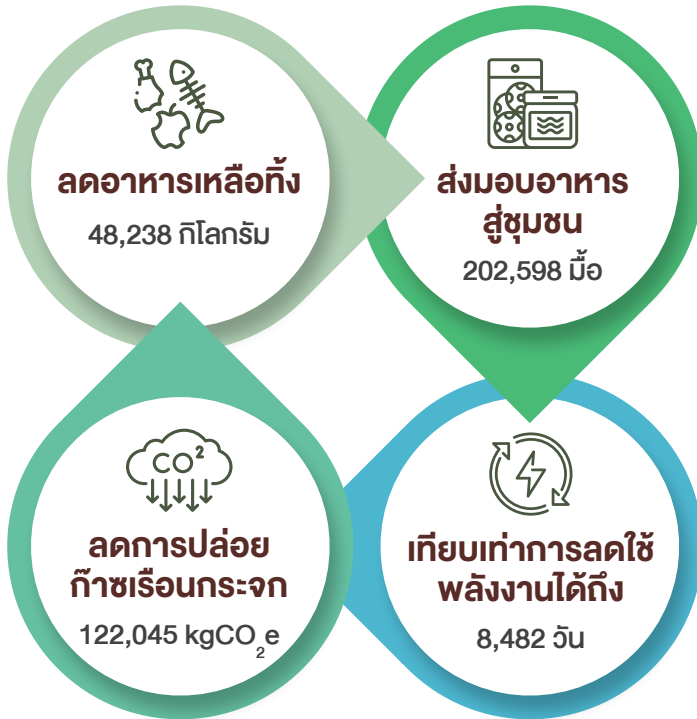 ลดอาหารเหลือทิ้ง
48,238 กิโลกรัม
ส่งมอบอาหาร
สู่ชุมชน
202,598 มื้อ
CO²
ลดการปล่อย
ก๊าซเรือนกระจก
122,045 kgCO₂e
เทียบเท่าการลดใช้
พลังงานได้ถึง
8,482 วัน